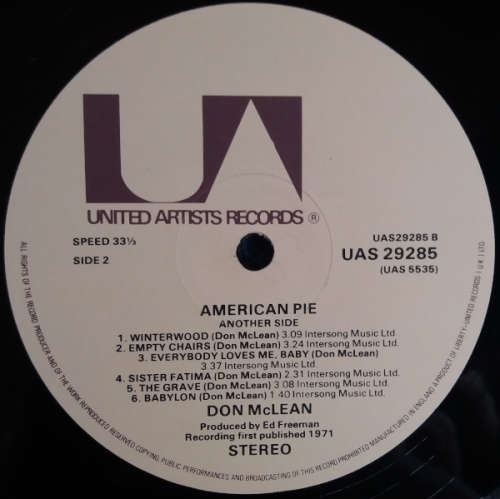 UA
UNITED ARTISTS RECORDS ®
SPEED 33⅓
UAS29285 B
SIDE 2
UAS 29285
(UAS 5535)
AMERICAN PIE
ANOTHER SIDE
1. WINTERWOOD (Don McLean) 3.09 Intersong Music Ltd.
2. EMPTY CHAIRS (Don McLean) 3.24 Intersong Music Ltd.
3. EVERYBODY LOVES ME, BABY (Don McLean)
3 37 Intersong Music Ltd.
4. SISTER FATIMA (Don McLean) 2 31 Intersong Music Ltd.
5. THE GRAVE (Don McLean) 3 08 Intersong Music Ltd.
6. BABYLON (Don McLean) 1 40 Intersong Music Ltd.
DON McLEAN
Produced by Ed Freeman
Recording first published 1971
STEREO
ALL RIGHTS OF THE RECORD PRODUCER AND OF THE OWNER OF THE WORK REPRODUCED RESERVED COPYING, PUBLIC PERFORMANCES AND BROADCASTING OF THIS RECORD PROHIBITED MANUFACTURED IN ENGLAND A PRODUCT OF LIBERTY-UNITED RECORDS (UK) LTD.